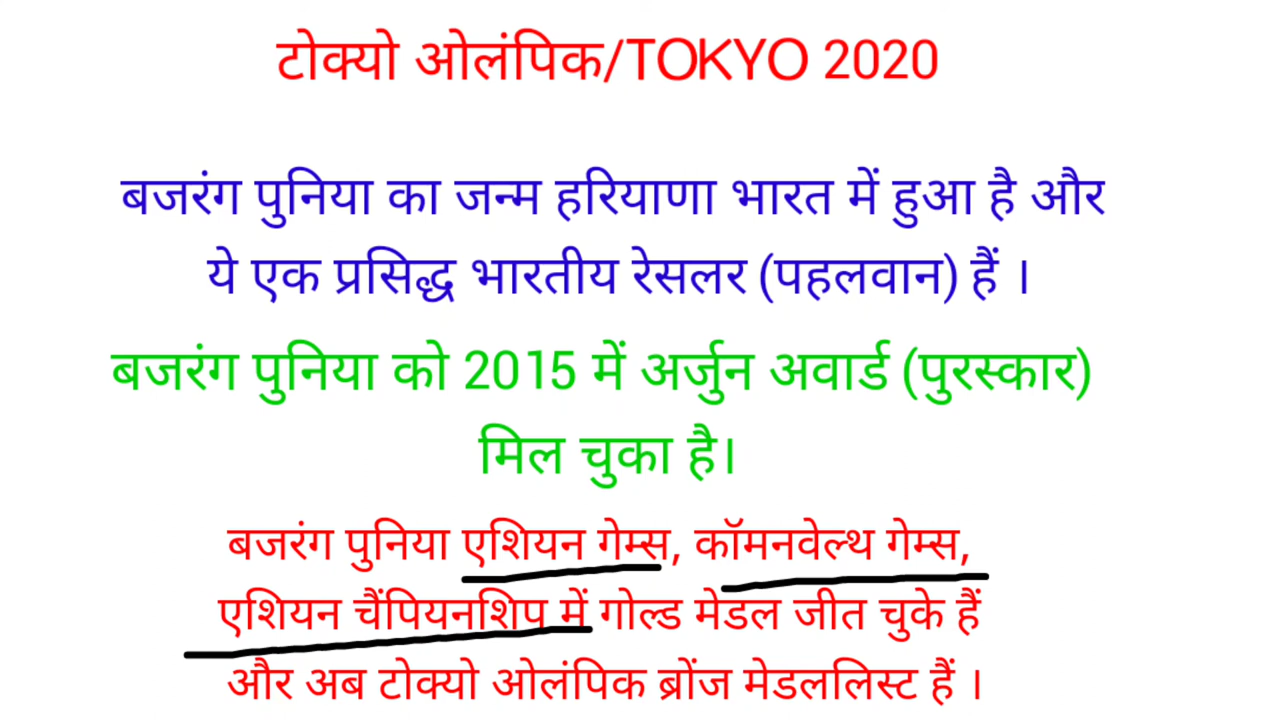 टोक्यो ओलंपिक/TOKYO 2020
बजरंग पुनिया का जन्म हरियाणा भारत में हुआ है और
ये एक प्रसिद्ध भारतीय रेसलर (पहलवान) हैं ।
बजरंग पुनिया को 2015 में अर्जुन अवार्ड (पुरस्कार)
मिल चुका है।
बजरंग पुनिया एशियन गेम्स, कॉमनवेल्थ गेम्स,
एशियन चैंपियनशिप में गोल्ड मेडल जीत चुके हैं
और अब टोक्यो ओलंपिक ब्रोंज मेडललिस्ट हैं ।